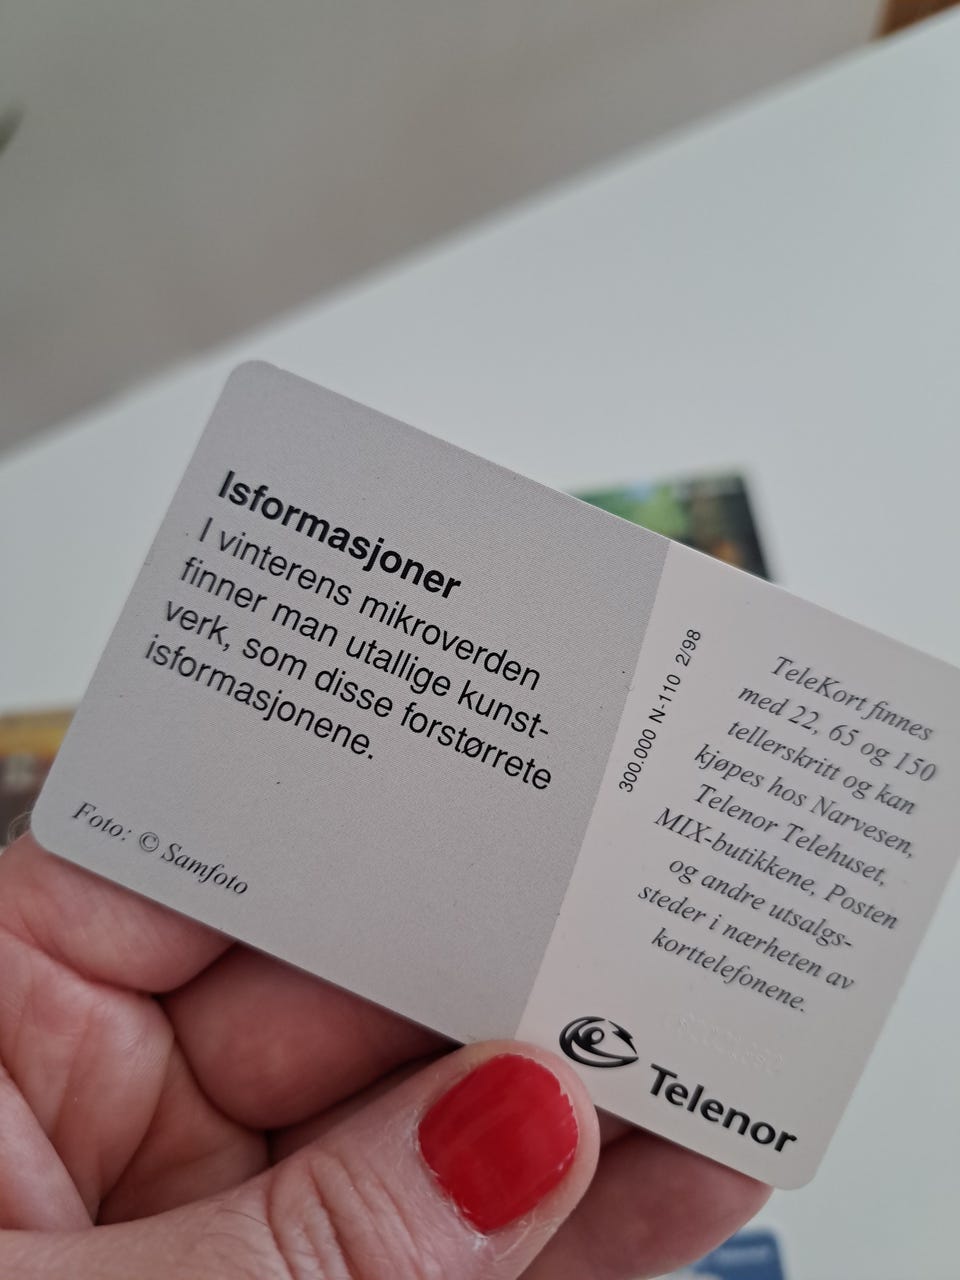 Isformasjoner
I vinterens mikroverden
finner man utallige kunst-
verk, som disse forstørrete
isformasjonene.
Foto: © Samfoto
300.000 N-110 2/98
TeleKort finnes
med 22, 65 og 150
tellerskritt og kan
kjøpes hos Narvesen,
Telenor Telehuset,
MIX-butikkene, Posten
og andre utsalgs-
steder i nærheten av
korttelefonene.
Telenor